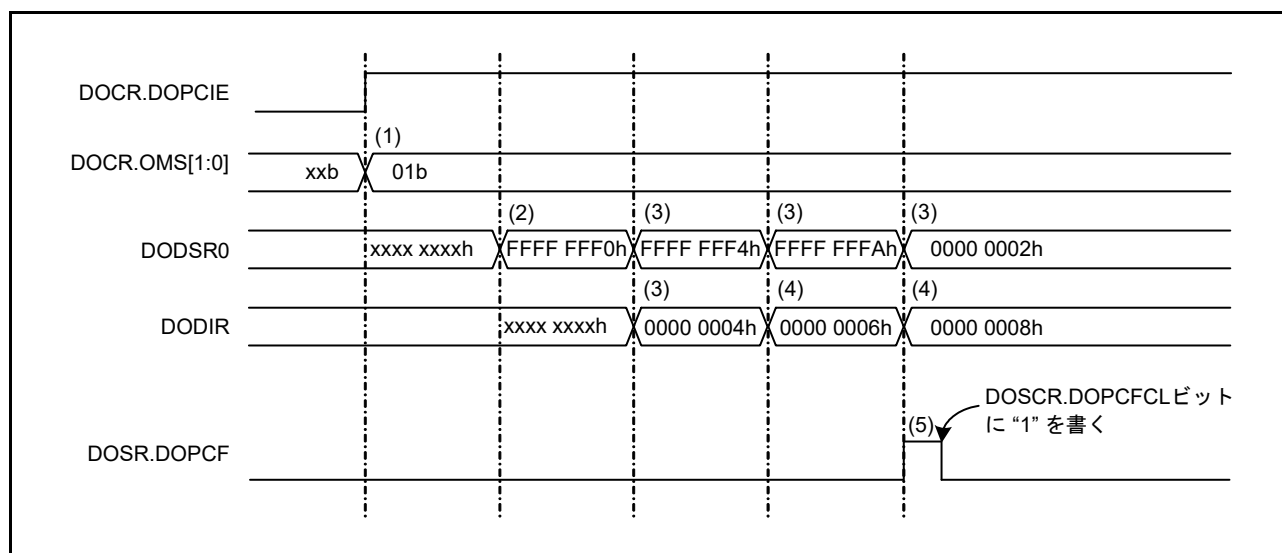 DOCR.DOPCIE
(1)
DOCR.OMS[1:0] xxb 01b
(2) (3) (3) (3)
DODSR0 xxxx xxxxh FFFF FFF0h FFFF FFF4h FFFF FFFAh 0000 0002h
(3) (4) (4)
DODIR xxxx xxxxh 0000 0004h 0000 0006h 0000 0008h
DOSCR.DOPCFCLビット
に “1” を書く
(5)
DOSR.DOPCF